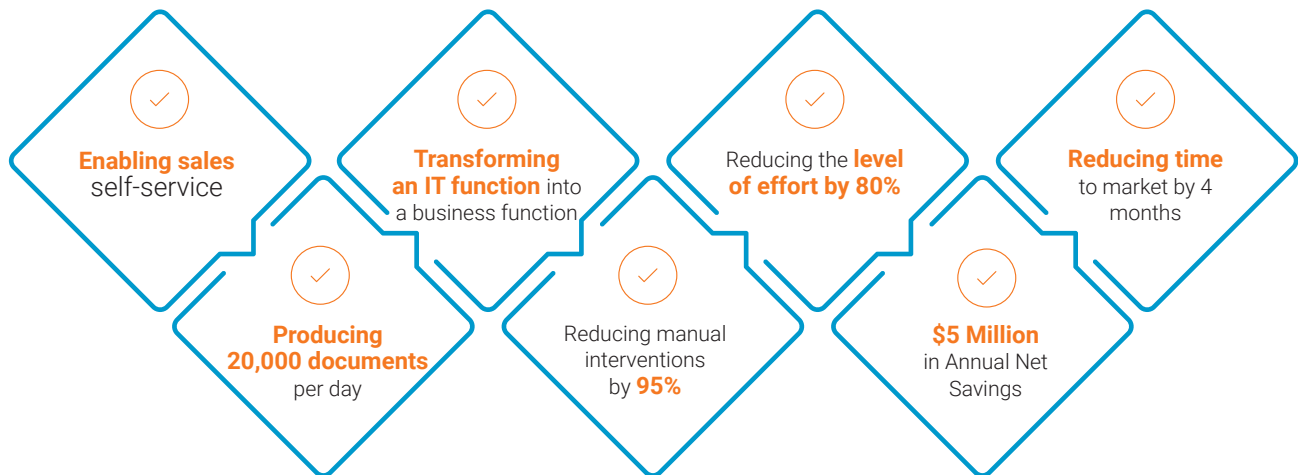 Enabling sales
self-service
Producing
20,000 documents
per day
Transforming
an IT function into
a business function
Reducing manual
interventions
by 95%
Reducing the level
of effort by 80%
$5 Million
in Annual Net
Savings
Reducing time
to market by 4
months